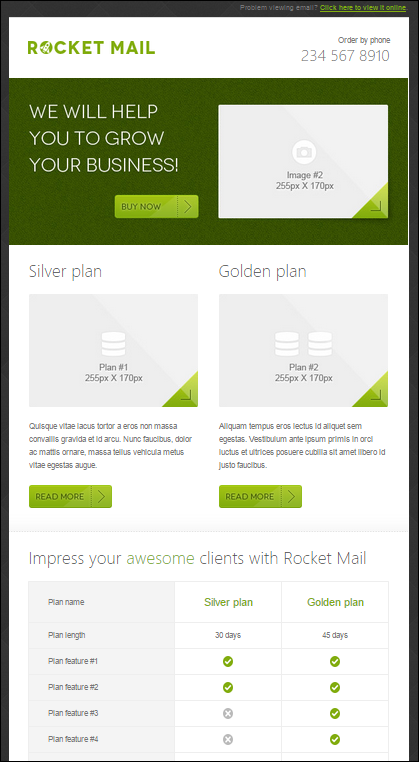 Problem viewing email? Click here to view it online
ROCKET MAIL
Order by phone
234 567 8910
WE WILL HELP
YOU TO GROW
YOUR BUSINESS!
BUY NOW
Image #2
255px X 170px
Silver plan
Golden plan
Plan #1
255px X 170px
Plan #2
255px X 170px
Quisque vitae lacus tortor a eros non massa
convallis gravida et id arcu. Nunc faucibus, dolor
ac mattis ornare, massa tellus vehicula metus
vitae egestas augue.
Aliquam tempus eros lectus id aliquet sem
egestas. Vestibulum ante ipsum primis in orci
luctus et ultrices posuere cubilia sit amet libero id
justo faucibus.
READ MORE
READ MORE
Impress your awesome clients with Rocket Mail
Plan name Silver plan Golden plan
Plan length 30 days 45 days
Plan feature #1
Plan feature #2
Plan feature #3
Plan feature #4